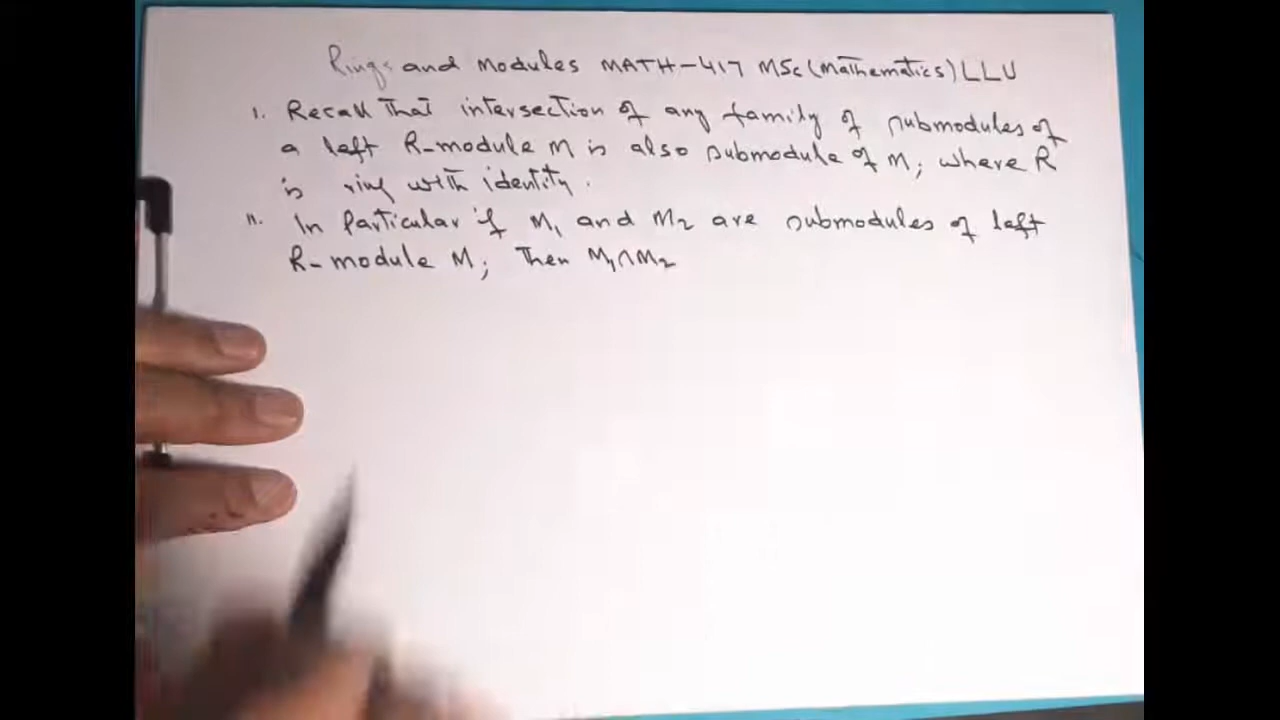 Rings and Modules MATH-417 MSc (Mathematics) LLU
1. Recall That intersection of any family of submodules of
a left R-module M is also submodule of M; where R
is ring with identity.
11. In Particular if M₁ and M₂ are submodules of left
R-module M; Then M₁∩M₂